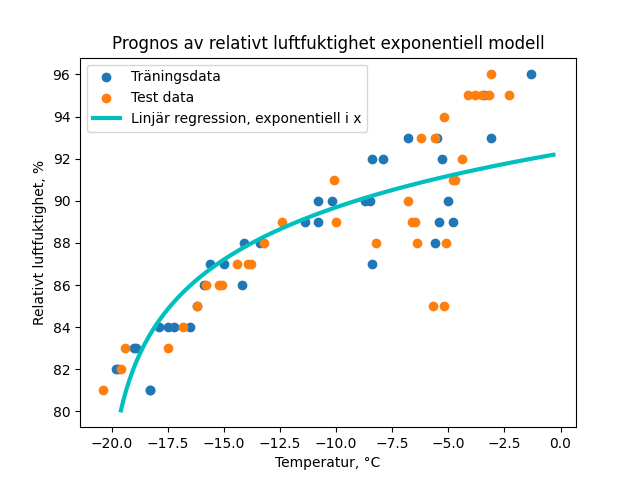 Prognos av relativt luftfuktighet exponentiell modell
Träningsdata
Test data
Linjär regression, exponentiell i x
Relativt luftfuktighet, %
96
94
92
90
88
86
84
82
80
−20.0 −17.5 −15.0 −12.5 −10.0 −7.5 −5.0 −2.5 0.0
Temperatur, °C